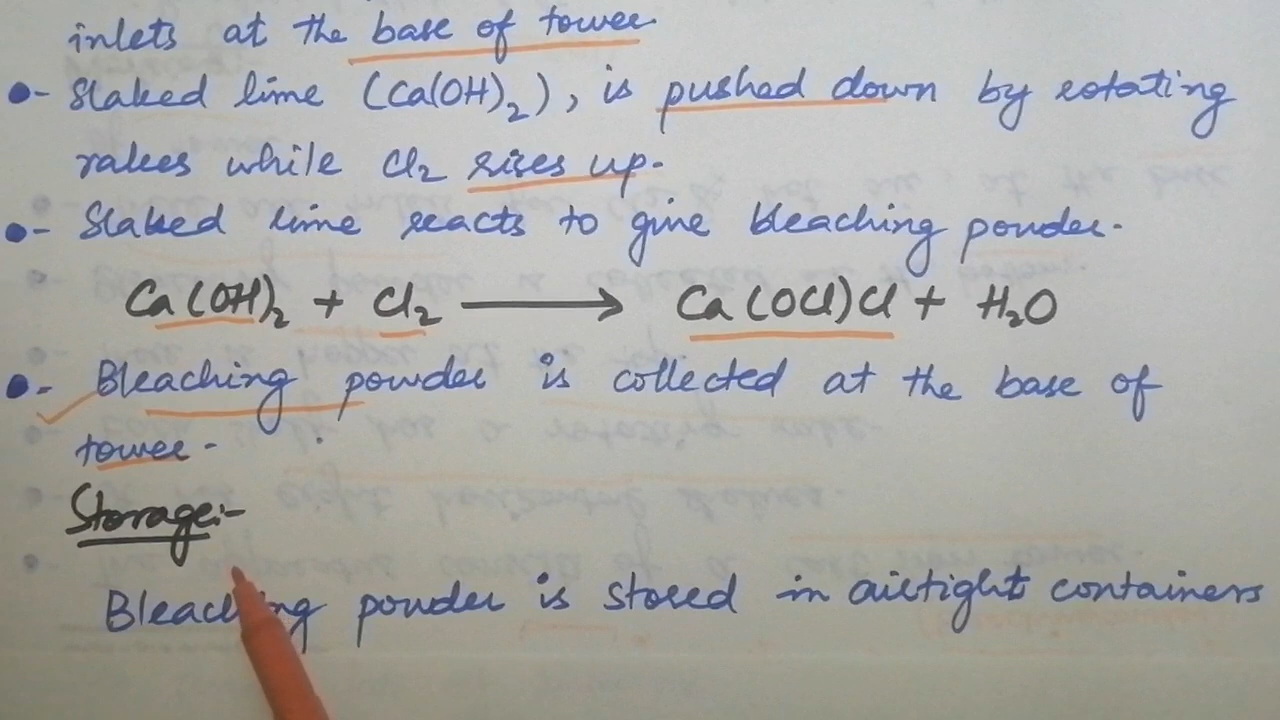 inlets at the base of tower.
•- Slaked lime (Ca(OH)₂), is pushed down by rotating
rakes while Cl₂ rises up.
•- Slaked lime reacts to give bleaching powder.
Ca(OH)₂ + Cl₂ ⟶ Ca(OCl)Cl + H₂O
•- Bleaching powder is collected at the base of
tower.
Storage:-
Bleaching powder is stored in airtight containers